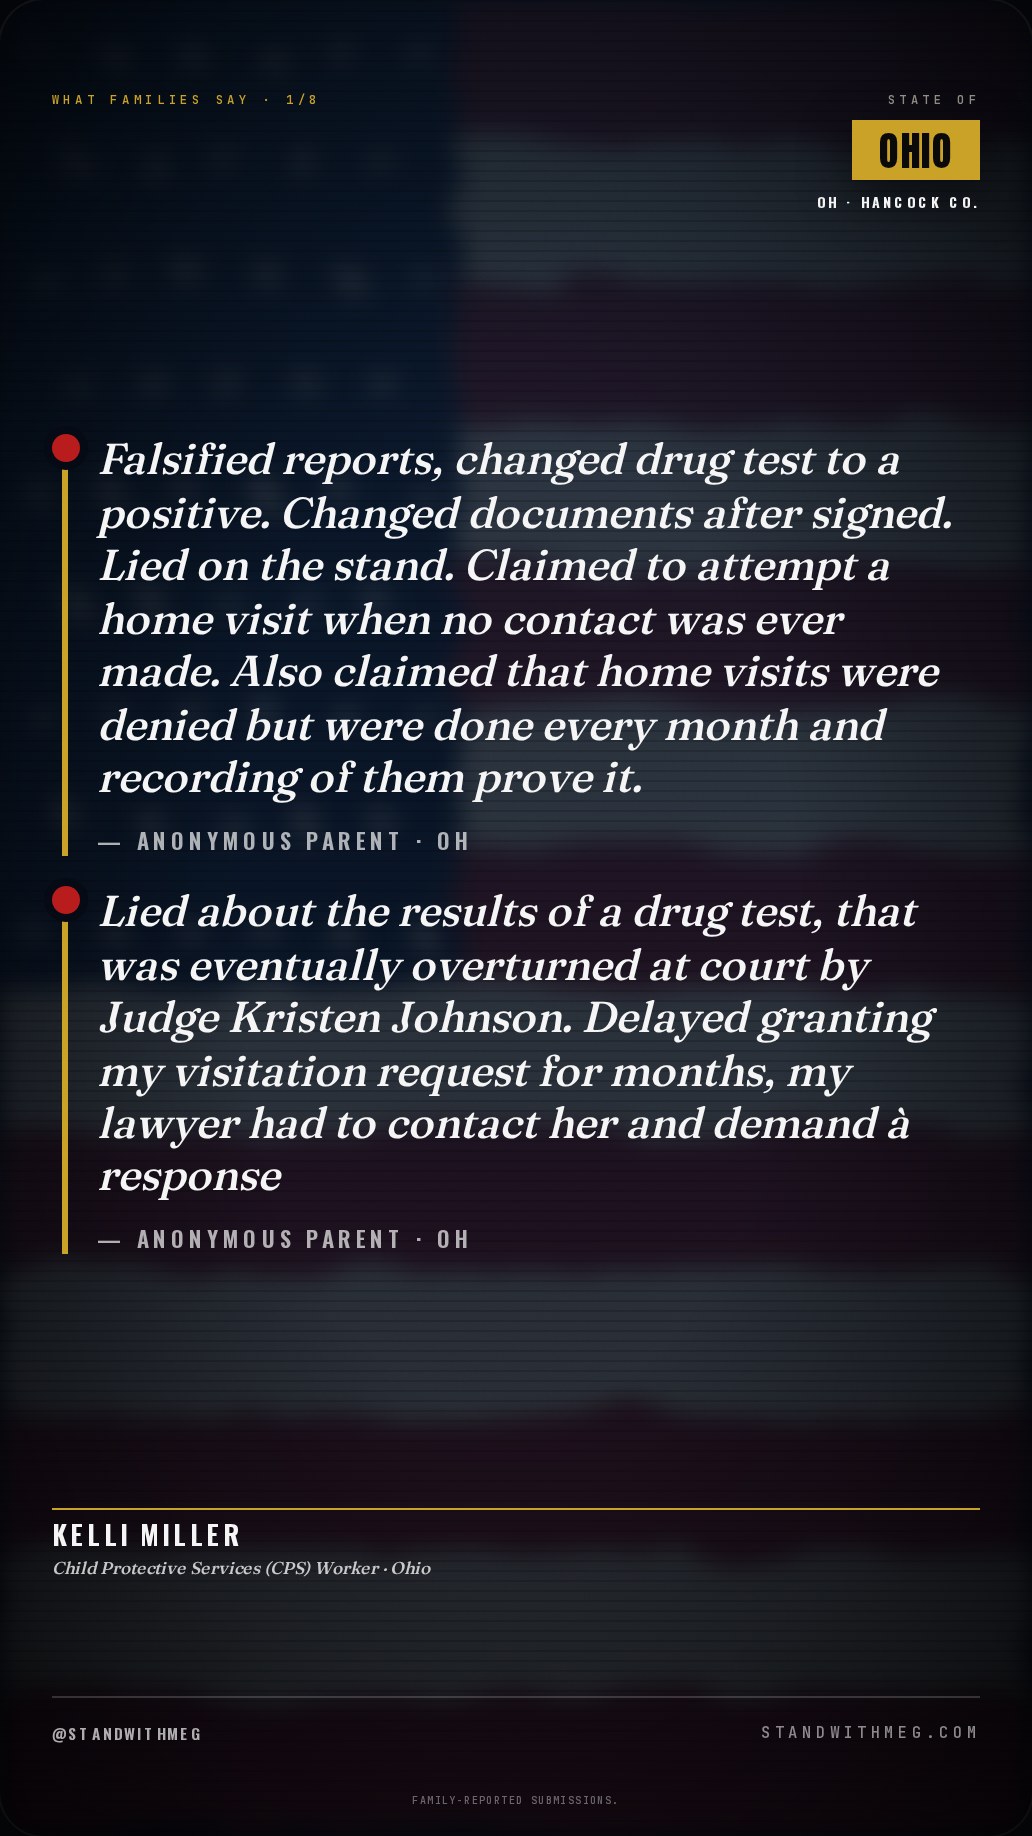 WHAT FAMILIES SAY · 1/8
STATE OF
OHIO
OH · HANCOCK CO.
Falsified reports, changed drug test to a
positive. Changed documents after signed.
Lied on the stand. Claimed to attempt a
home visit when no contact was ever
made. Also claimed that home visits were
denied but were done every month and
recording of them prove it.
— ANONYMOUS PARENT · OH
Lied about the results of a drug test, that
was eventually overturned at court by
Judge Kristen Johnson. Delayed granting
my visitation request for months, my
lawyer had to contact her and demand à
response
— ANONYMOUS PARENT · OH
KELLI MILLER
Child Protective Services (CPS) Worker · Ohio
@STANDWITHMEG
STANDWITHMEG.COM
FAMILY-REPORTED SUBMISSIONS.